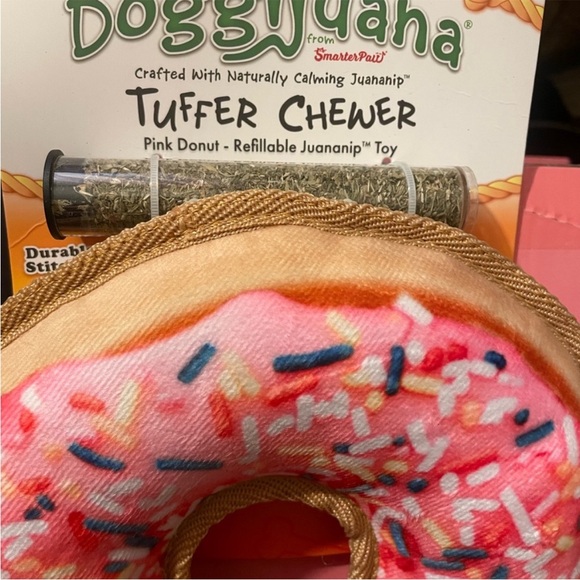 Doggijuana®
from
SmarterPaw
Crafted With Naturally Calming Juananip™
TUFFER CHEWER
Pink Donut - Refillable Juananip™ Toy